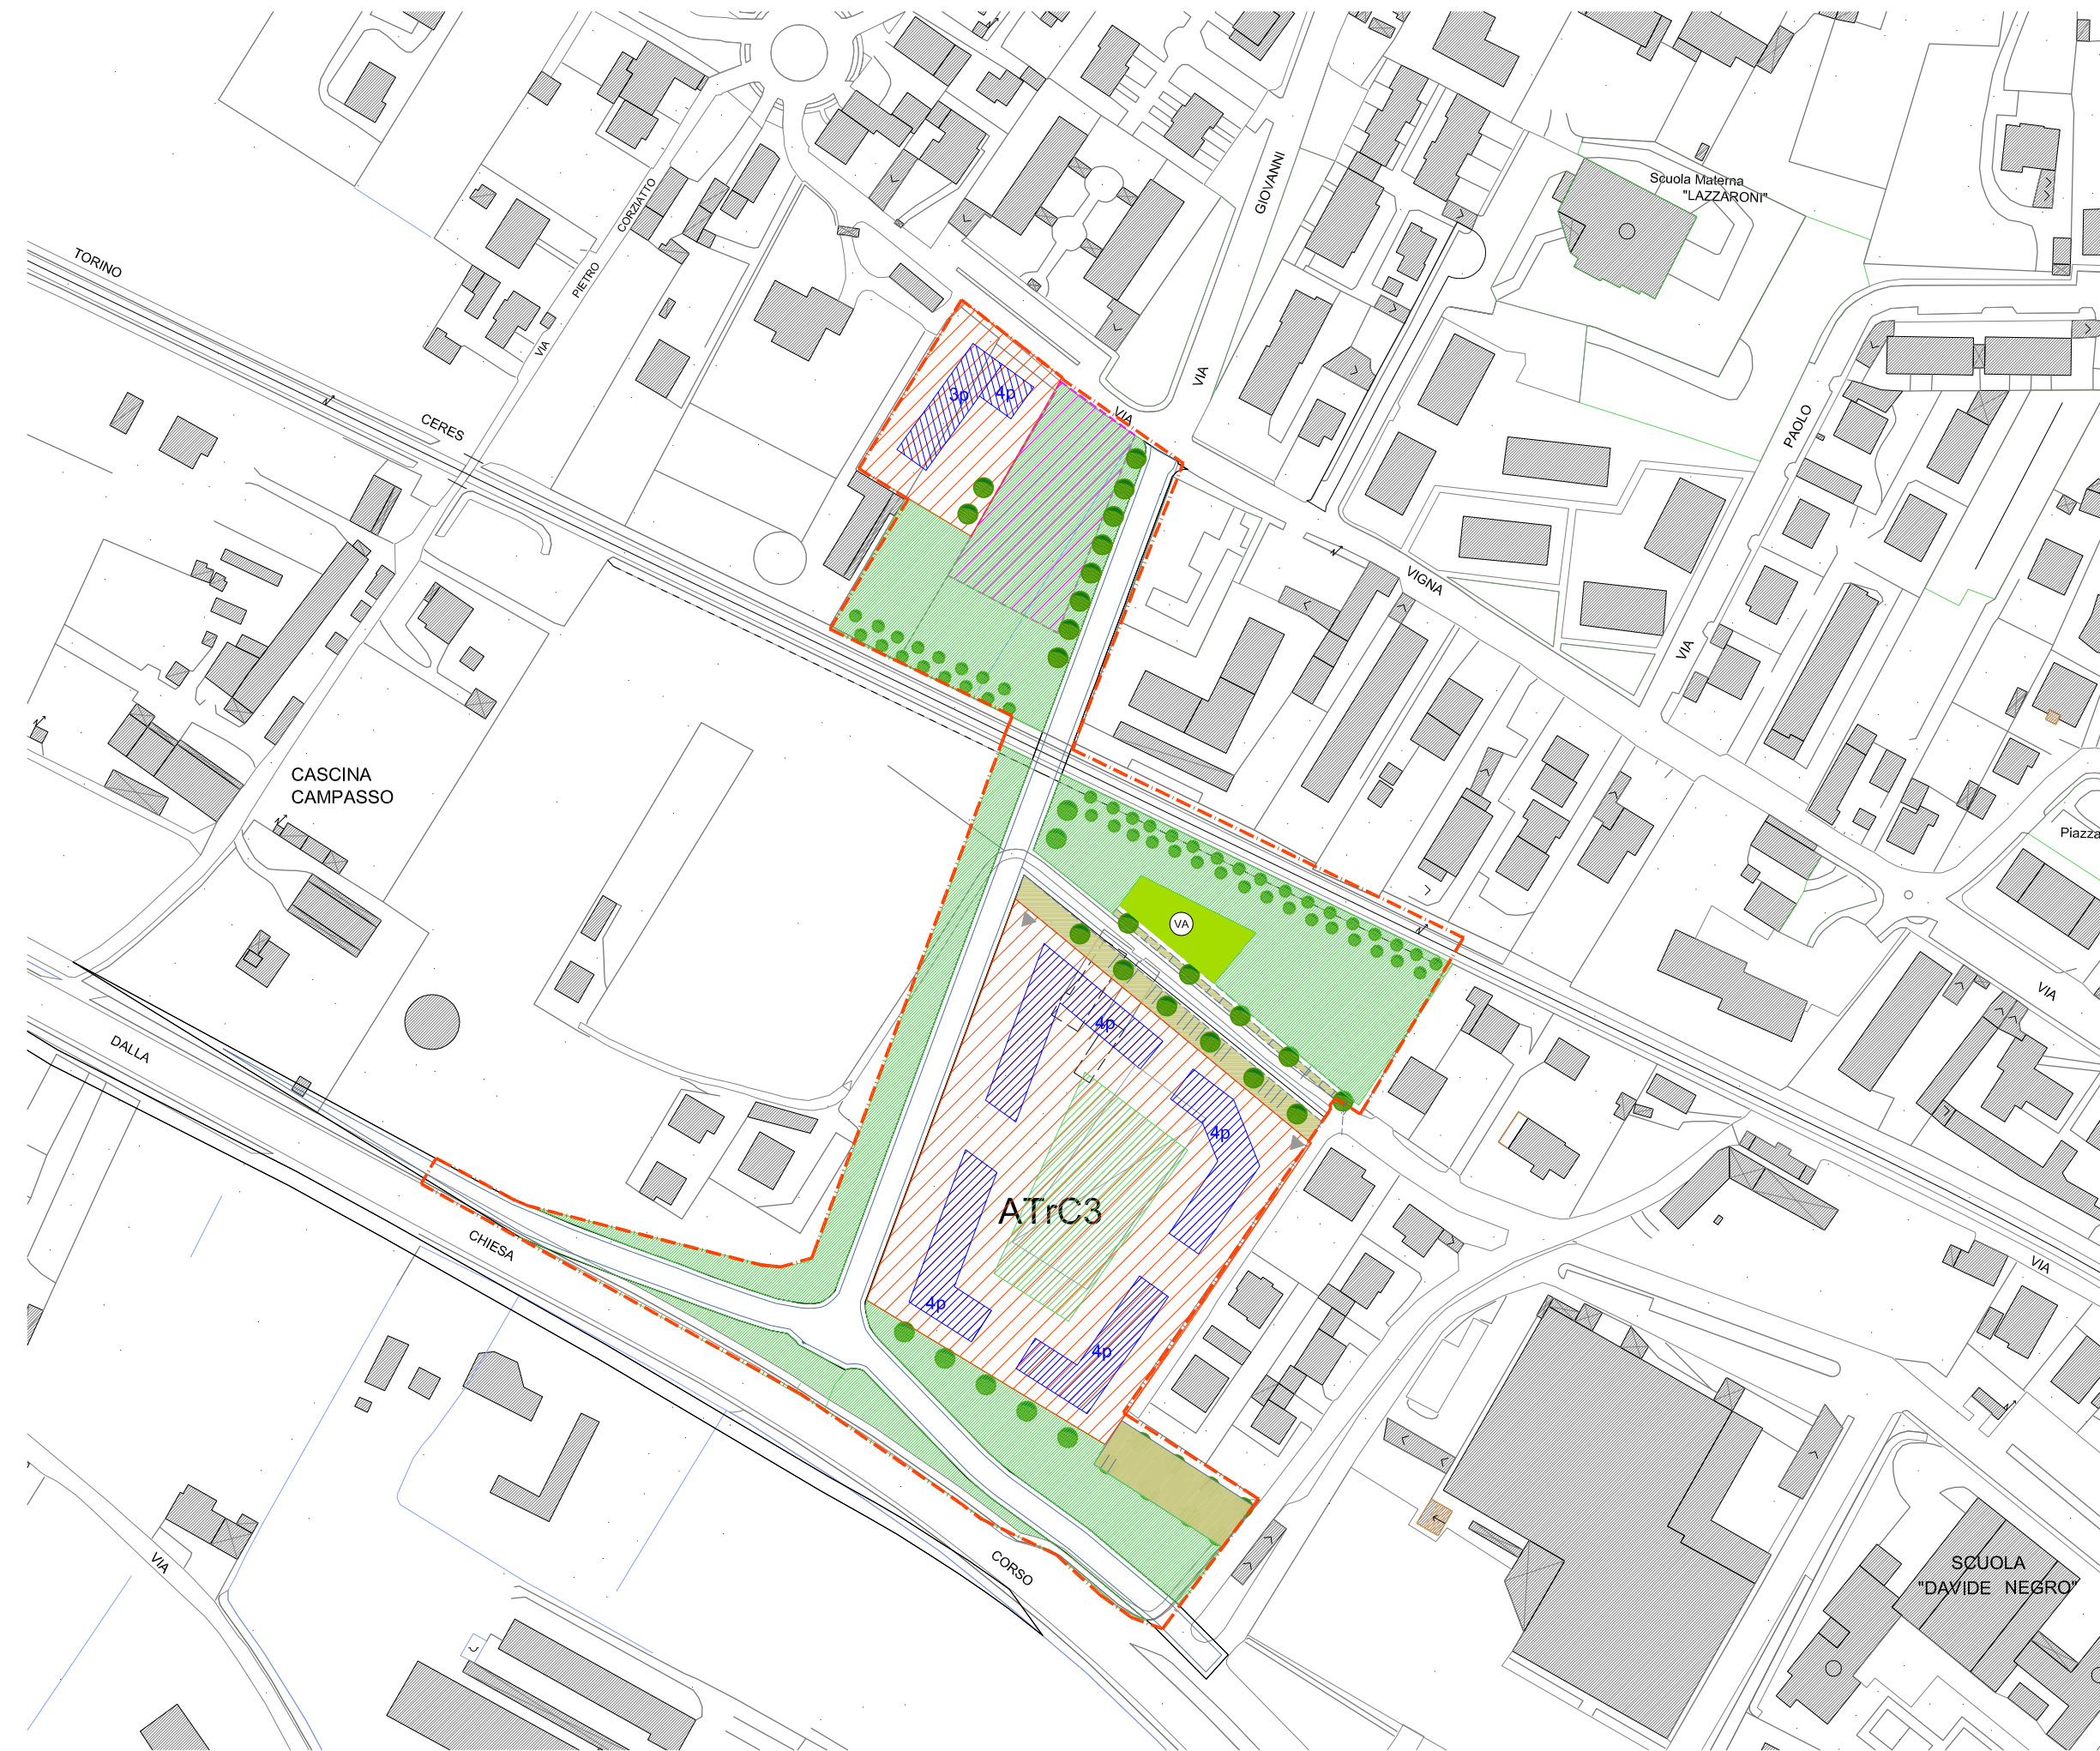 Scuola Materna
"LAZZARONI"
GIOVANNI
CORZIATTO
TORINO
PIETRO
VIA
VIA
3p
4p
CERES
VIA
PAOLO
VIGNA
VIA
CASCINA
CAMPASSO
Piazza
VA
VIA
4p
DALLA
4p
ATrC3
CHIESA
VIA
4p
4p
CORSO
VIA
SCUOLA
"DAVIDE NEGRO"